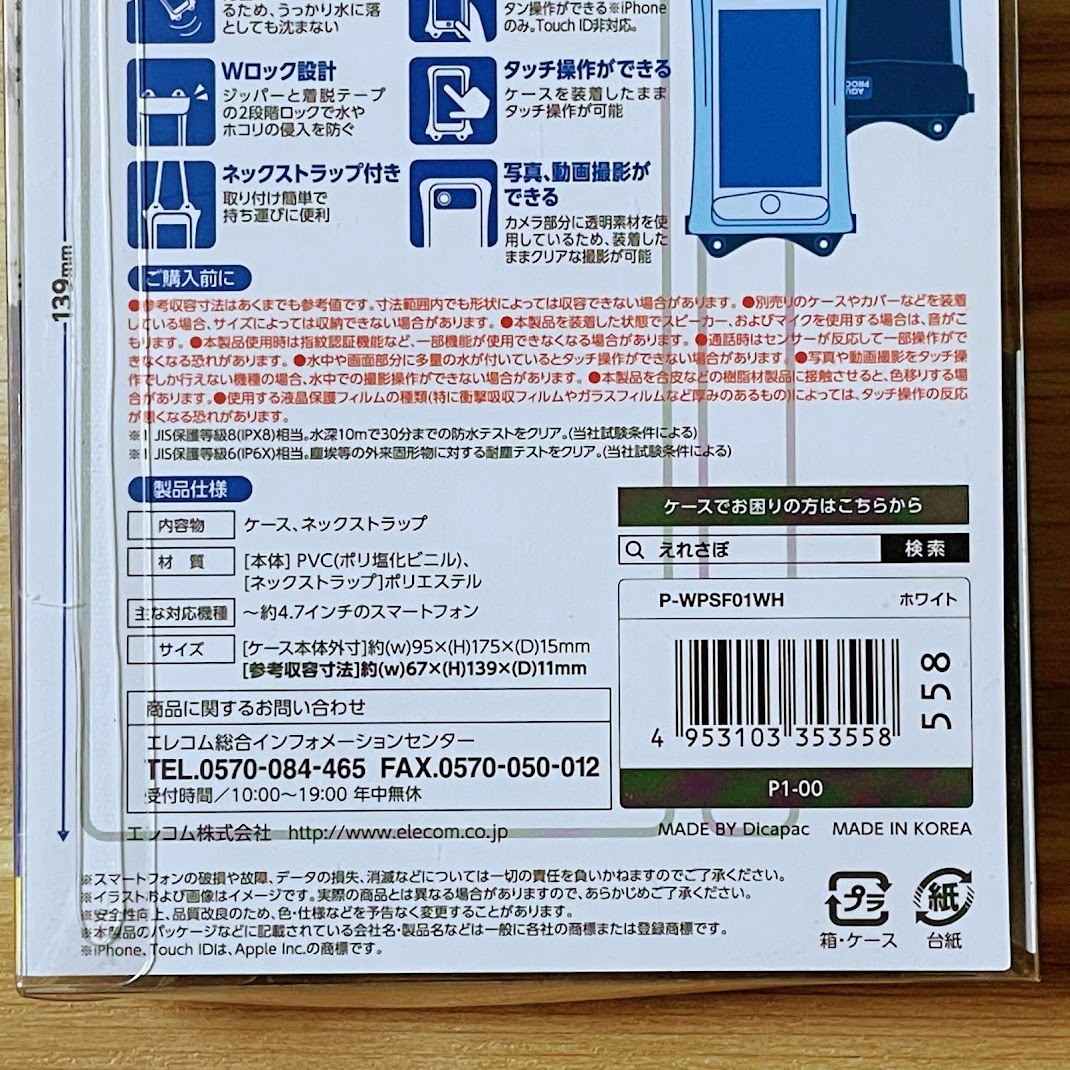 るため、うっかり水に落
としても沈まない
タン操作ができる※iPhone
のみ。Touch ID非対応。
Wロック設計
ジッパーと着脱テープ
の2段階ロックで水や
ホコリの侵入を防ぐ
タッチ操作ができる
ケースを装着したまま
タッチ操作が可能
ネックストラップ付き
取り付け簡単で
持ち運びに便利
写真、動画撮影が
できる
カメラ部分に透明素材を使
用しているため、装着した
ままクリアな撮影が可能
139mm
ご購入前に
●参考収容寸法はあくまでも参考値です。寸法範囲内でも形状によっては収容できない場合があります。●別売りのケースやカバーなどを装着
している場合、サイズによっては収納できない場合があります。●本製品を装着した状態でスピーカー、およびマイクを使用する場合は、音がこ
もります。●本製品使用時は指紋認証機能など、一部機能が使用できなくなる場合があります。●通話時はセンサーが反応して一部操作がで
きなくなる恐れがあります。●水中や画面部分に多量の水が付いているとタッチ操作ができない場合があります。●写真や動画撮影をタッチ操
作でしか行えない機種の場合、水中での撮影操作ができない場合があります。●本製品を合皮などの樹脂材製品に接触させると、色移りする場
合があります。●使用する液晶保護フィルムの種類(特に衝撃吸収フィルムやガラスフィルムなど厚みのあるもの)によっては、タッチ操作の反応
が悪くなる恐れがあります。
※1 JIS保護等級8(IPX8)相当。水深10mで30分までの防水テストをクリア。(当社試験条件による)
※1 JIS保護等級6(IP6X)相当。塵埃等の外来固形物に対する耐塵テストをクリア。(当社試験条件による)
製品仕様
内容物 ケース、ネックストラップ
材 質 [本体] PVC(ポリ塩化ビニル)、
[ネックストラップ]ポリエステル
主な対応機種 ～約4.7インチのスマートフォン
サイズ [ケース本体外寸]約(w)95×(H)175×(D)15mm
[参考収容寸法]約(w)67×(H)139×(D)11mm
商品に関するお問い合わせ
エレコム総合インフォメーションセンター
TEL.0570-084-465 FAX.0570-050-012
受付時間／10:00～19:00 年中無休
エレコム株式会社 http://www.elecom.co.jp
ケースでお困りの方はこちらから
えれさぽ 検索
P-WPSF01WH ホワイト
558
4 953103 353558
P1-00
MADE BY Dicapac MADE IN KOREA
※スマートフォンの破損や故障、データの損失、消滅などについては一切の責任を負いかねますのでご了承ください。
※イラストおよび画像はイメージです。実際の商品とは異なる場合がありますので、あらかじめご了承ください。
※安全性向上、品質改良のため、色・仕様などを予告なく変更することがあります。
※本製品のパッケージなどに記載されている会社名・製品名などは一般に各社の商標または登録商標です。
※iPhone、Touch IDは、Apple Inc.の商標です。
プラ
箱・ケース
紙
台紙